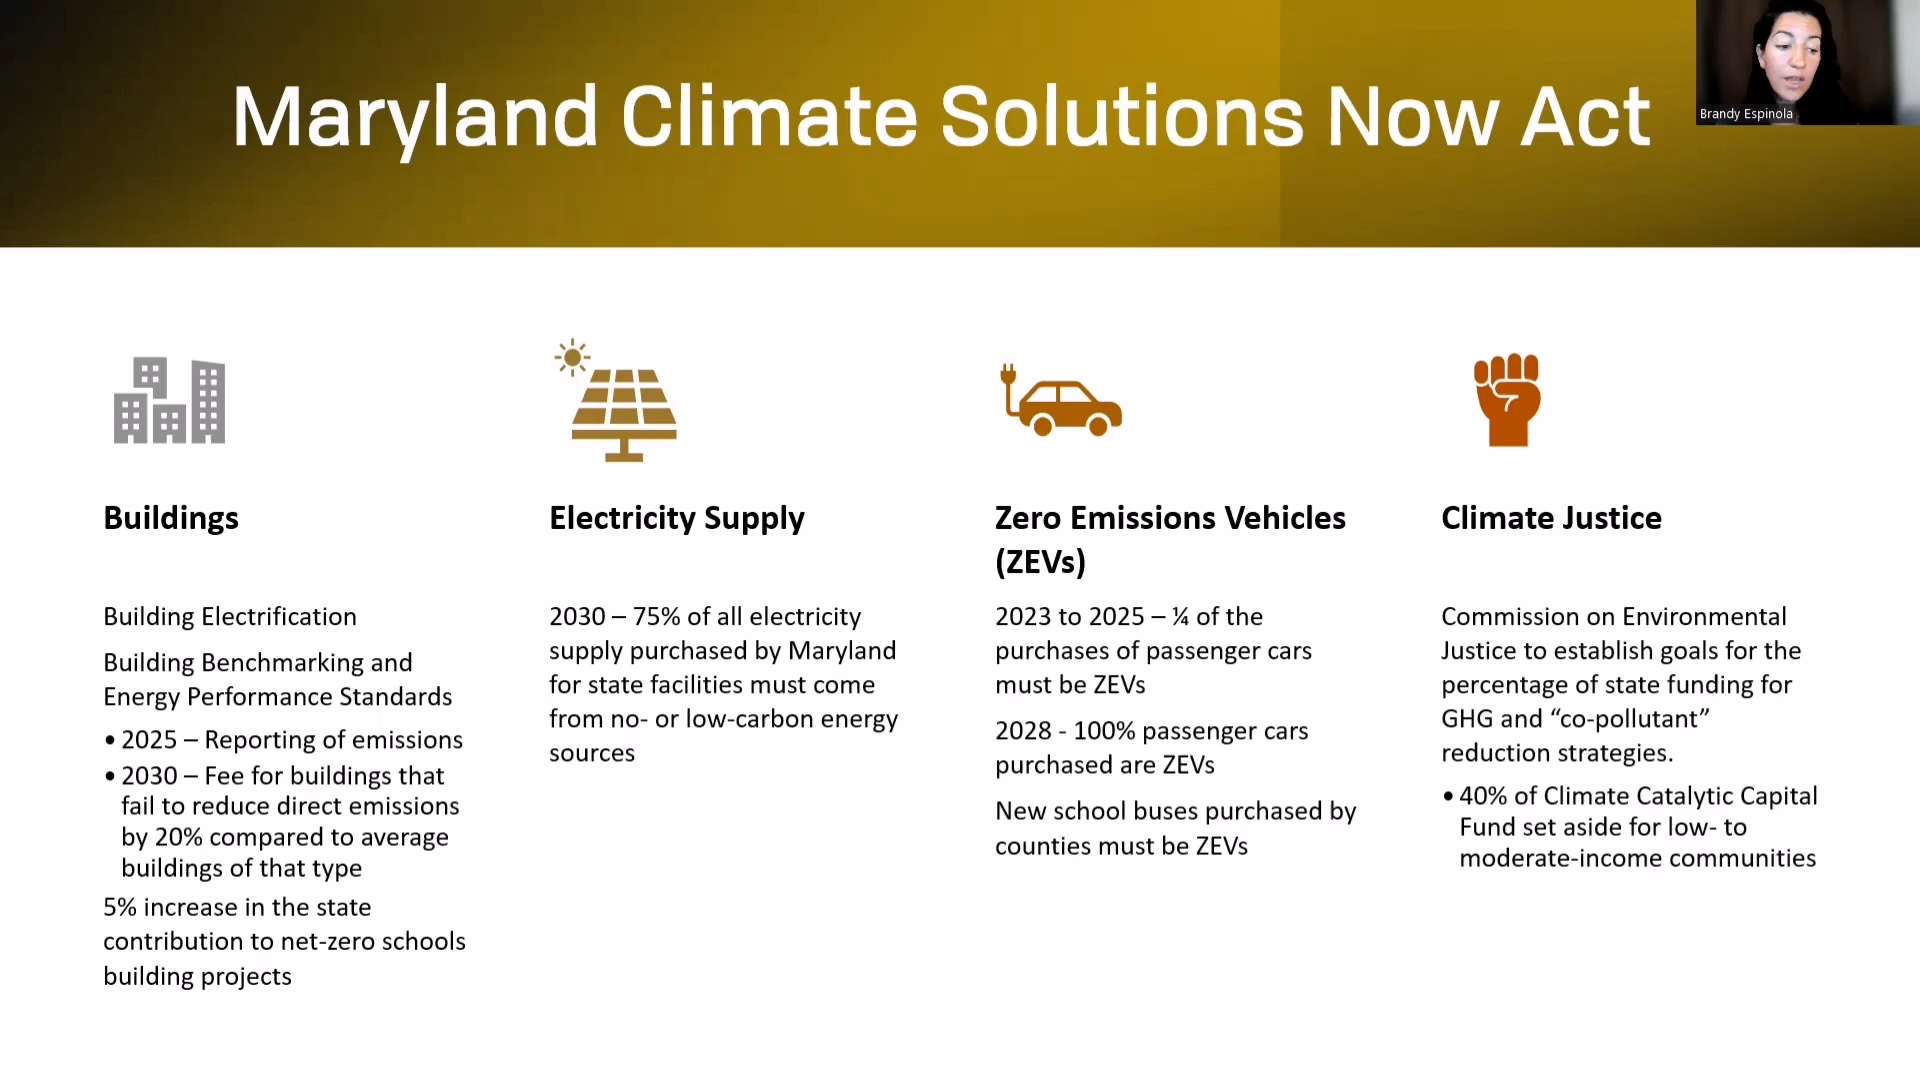 Maryland Climate Solutions Now Act
Brandy Espinola
Buildings
Building Electrification
Building Benchmarking and
Energy Performance Standards
• 2025 – Reporting of emissions
• 2030 – Fee for buildings that
fail to reduce direct emissions
by 20% compared to average
buildings of that type
5% increase in the state
contribution to net-zero schools
building projects
Electricity Supply
2030 – 75% of all electricity
supply purchased by Maryland
for state facilities must come
from no- or low-carbon energy
sources
Zero Emissions Vehicles
(ZEVs)
2023 to 2025 – ¼ of the
purchases of passenger cars
must be ZEVs
2028 - 100% passenger cars
purchased are ZEVs
New school buses purchased by
counties must be ZEVs
Climate Justice
Commission on Environmental
Justice to establish goals for the
percentage of state funding for
GHG and “co-pollutant”
reduction strategies.
• 40% of Climate Catalytic Capital
Fund set aside for low- to
moderate-income communities